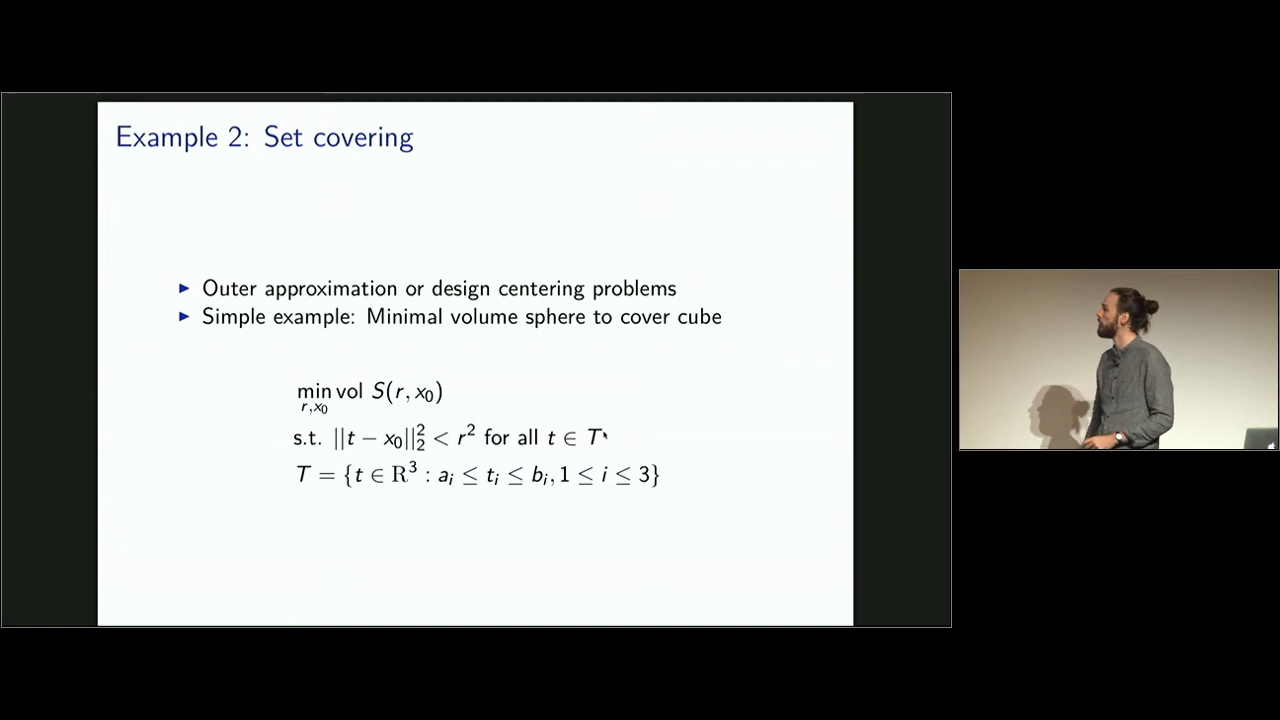 Example 2: Set covering
▶ Outer approximation or design centering problems
▶ Simple example: Minimal volume sphere to cover cube
min vol S(r, x₀)
r,x₀
s.t. ||t − x₀||₂² < r² for all t ∈ T
T = {t ∈ R³ : aᵢ ≤ tᵢ ≤ bᵢ, 1 ≤ i ≤ 3}